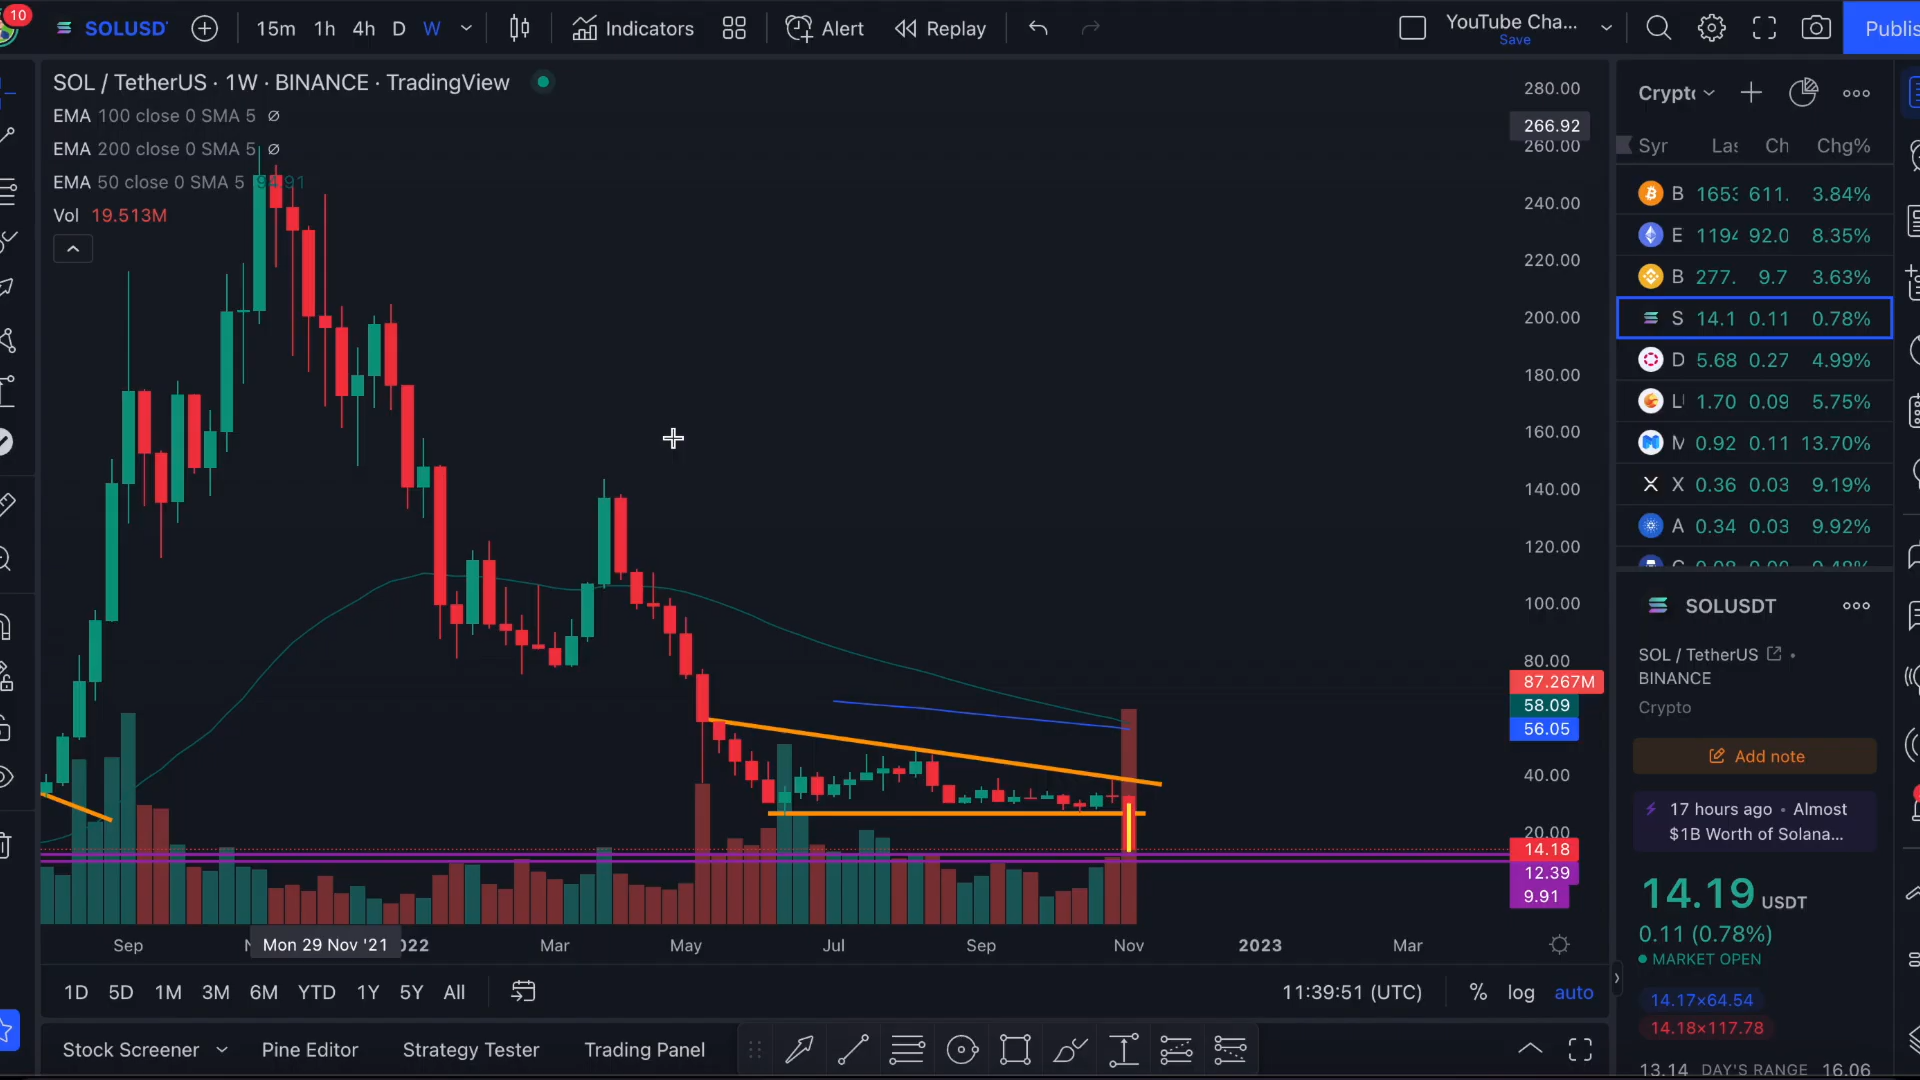 10
SOLUSD
15m
1h
4h
D
W
Indicators
Alert
Replay
YouTube Cha...
Save
Publis
SOL / TetherUS · 1W · BINANCE · TradingView
EMA 100 close 0 SMA 5 ∅
EMA 200 close 0 SMA 5 ∅
EMA 50 close 0 SMA 5 94.91
Vol 19.513M
280.00
266.92
260.00
240.00
220.00
200.00
180.00
160.00
140.00
120.00
100.00
80.00
87.267M
58.09
56.05
40.00
20.00
14.18
12.39
9.91
Sep
Mon 29 Nov '21
Mar
May
Jul
Sep
Nov
2023
Mar
1D 5D 1M 3M 6M YTD 1Y 5Y All
11:39:51 (UTC)
% log auto
Stock Screener
Pine Editor
Strategy Tester
Trading Panel
Chg%
B 611. 3.84%
E 92.0 8.35%
B 277. 9.7 3.63%
S 14.1 0.11 0.78%
D 5.68 0.27 4.99%
1.70 0.09 5.75%
0.92 0.11 13.70%
X 0.36 0.03 9.19%
A 0.34 0.03 9.92%
SOLUSDT
SOL / TetherUS
BINANCE
Crypto
Add note
17 hours ago • Almost
$1B Worth of Solana...
14.19 USDT
0.11 (0.78%)
MARKET OPEN
14.17×64.54
14.18×117.78
13.14 DAY'S RANGE 16.06